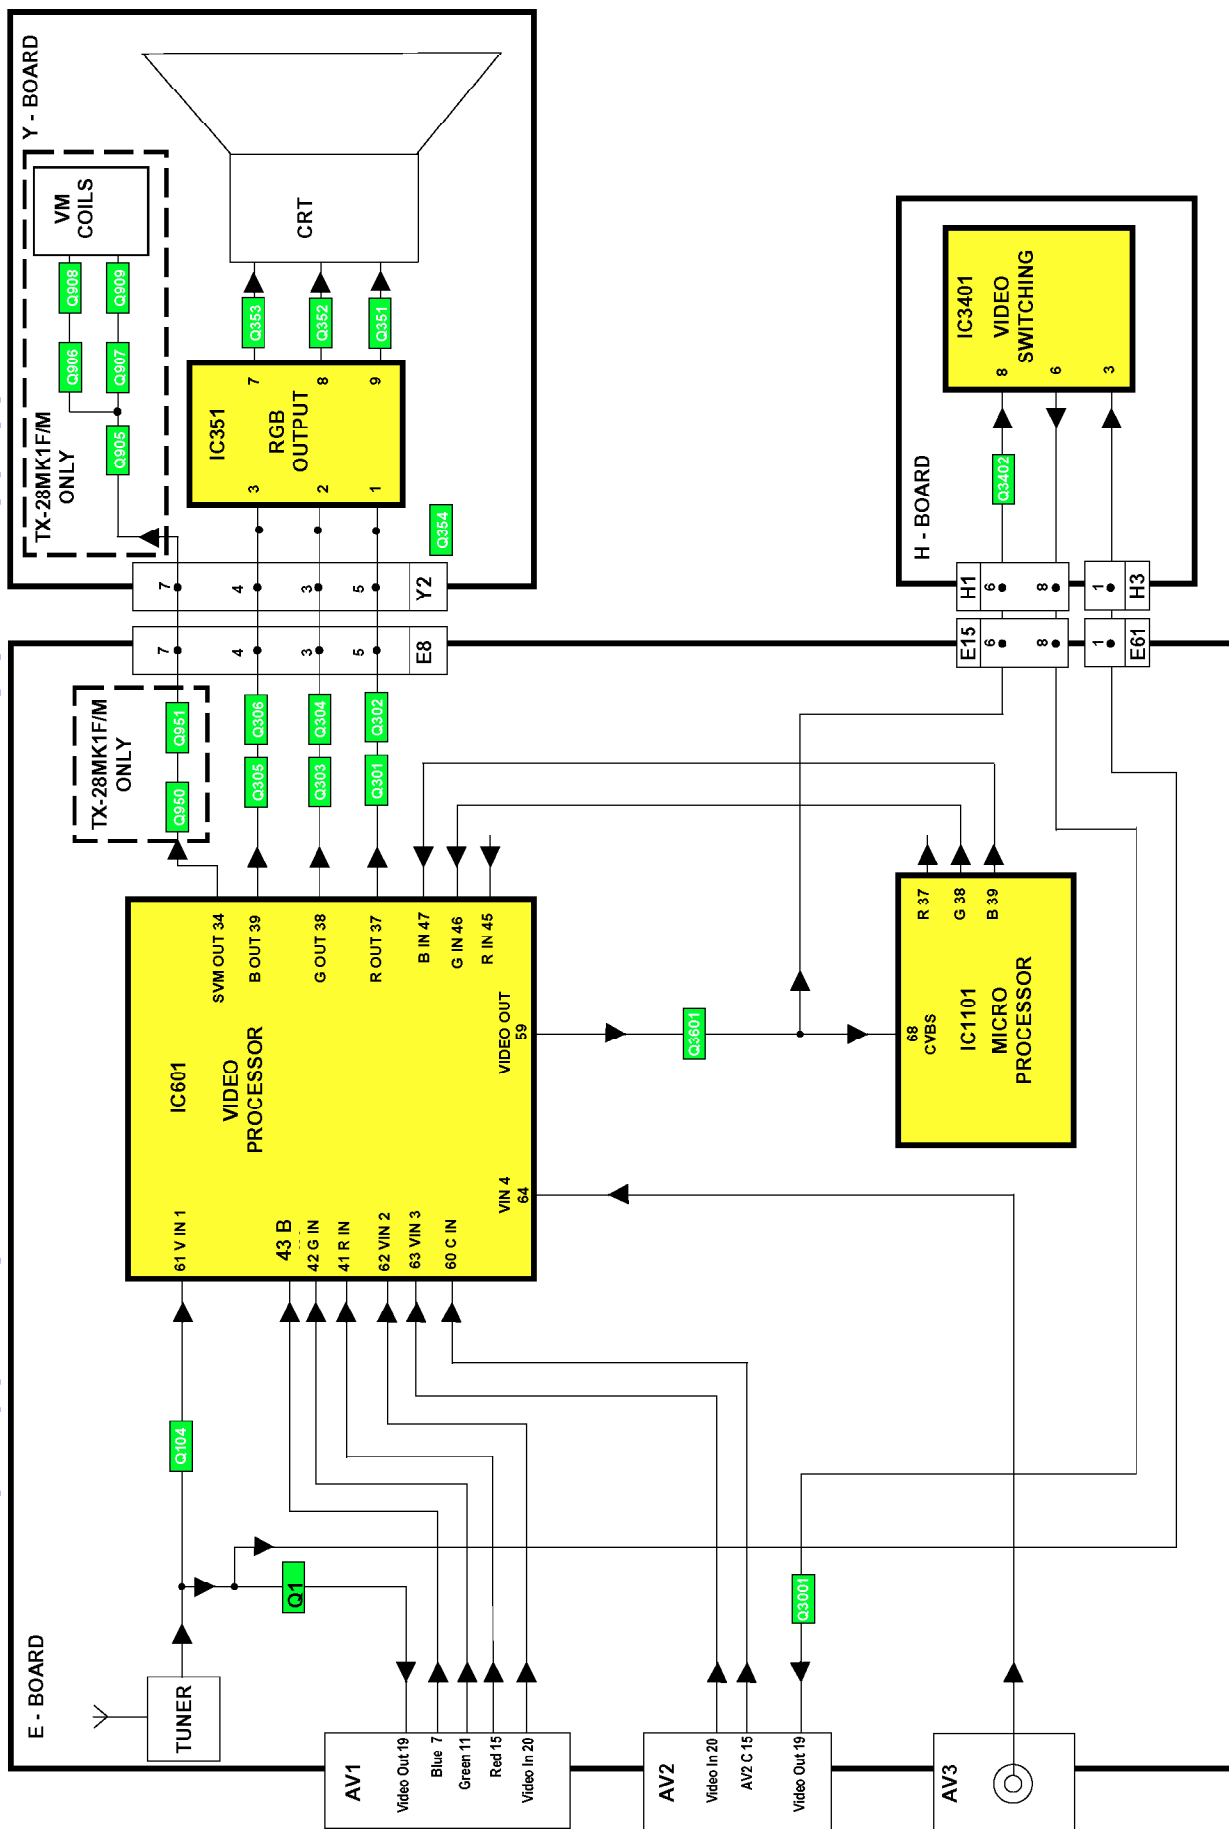 Y - BOARD
TX-28MK1F/M
ONLY
VM
COILS
Q908
Q909
Q906
Q907
Q905
CRT
Q353
Q352
Q351
IC351
RGB
OUTPUT
7
8
9
3
2
1
Q354
Y2
7
4
3
5
E8
7
4
3
5
TX-28MK1F/M
ONLY
Q951
Q950
Q306
Q305
Q304
Q303
Q302
Q301
H - BOARD
IC3401
VIDEO
SWITCHING
8
6
3
Q3402
H1
6
8
H3
1
E15
6
8
E61
1
E - BOARD
IC601
VIDEO
PROCESSOR
SVM OUT 34
B OUT 39
G OUT 38
R OUT 37
B IN 47
G IN 46
R IN 45
VIDEO OUT
59
VIN 4
64
61 V IN 1
43 B
42 G IN
41 R IN
62 VIN 2
63 VIN 3
60 C IN
Q3601
IC1101
MICRO
PROCESSOR
68
CVBS
R 37
G 38
B 39
Q104
Q1
Q3001
TUNER
AV1
Video Out 19
Blue 7
Green 11
Red 15
Video In 20
AV2
Video In 20
AV2 C 15
Video Out 19
AV3